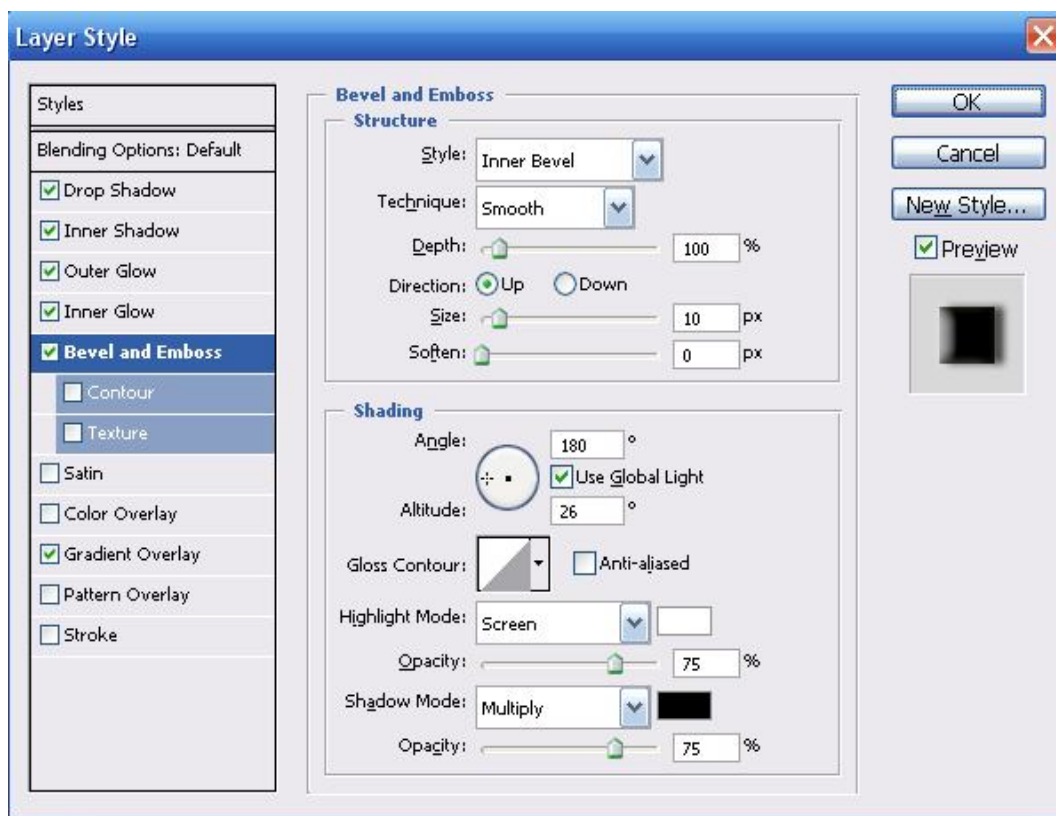 Layer Style
Styles
Blending Options: Default
Drop Shadow
Inner Shadow
Outer Glow
Inner Glow
Bevel and Emboss
Contour
Texture
Satin
Color Overlay
Gradient Overlay
Pattern Overlay
Stroke
Bevel and Emboss
Structure
Style: Inner Bevel
Technique: Smooth
Depth: 100 %
Direction: Up Down
Size: 10 px
Soften: 0 px
Shading
Angle: 180 °
Use Global Light
Altitude: 26 °
Gloss Contour: Anti-aliased
Highlight Mode: Screen
Opacity: 75 %
Shadow Mode: Multiply
Opacity: 75 %
OK
Cancel
New Style...
Preview